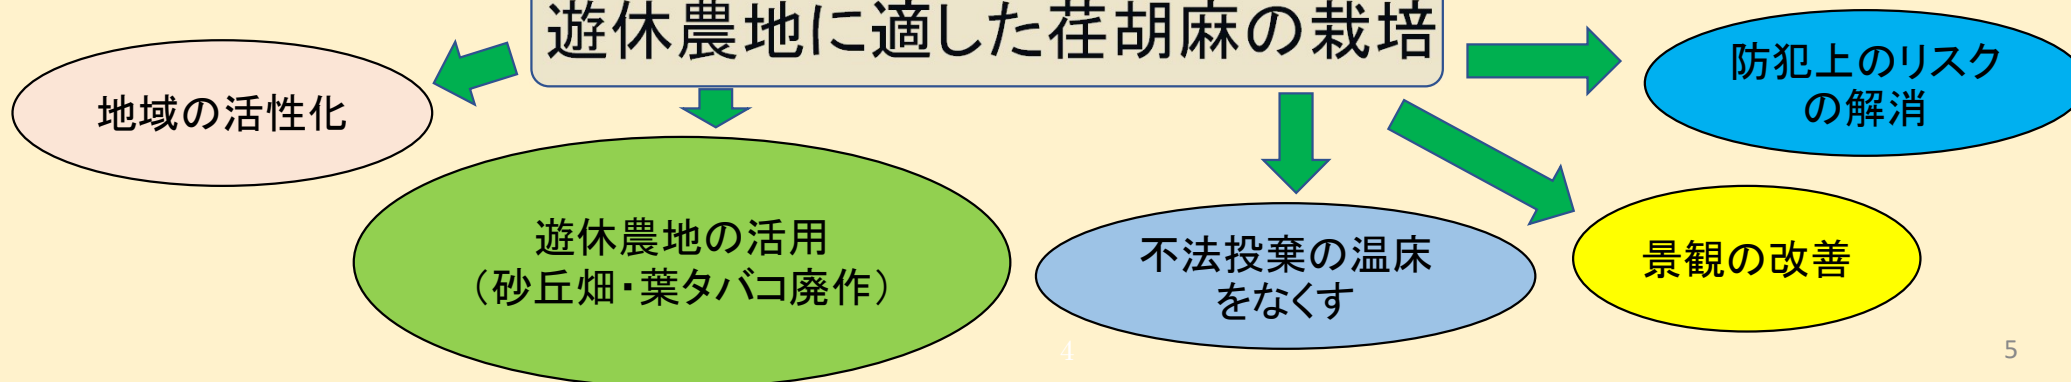 遊休農地に適した荏胡麻の栽培
地域の活性化
遊休農地の活用
（砂丘畑・葉タバコ廃作）
不法投棄の温床
をなくす
景観の改善
防犯上のリスク
の解消
4
5